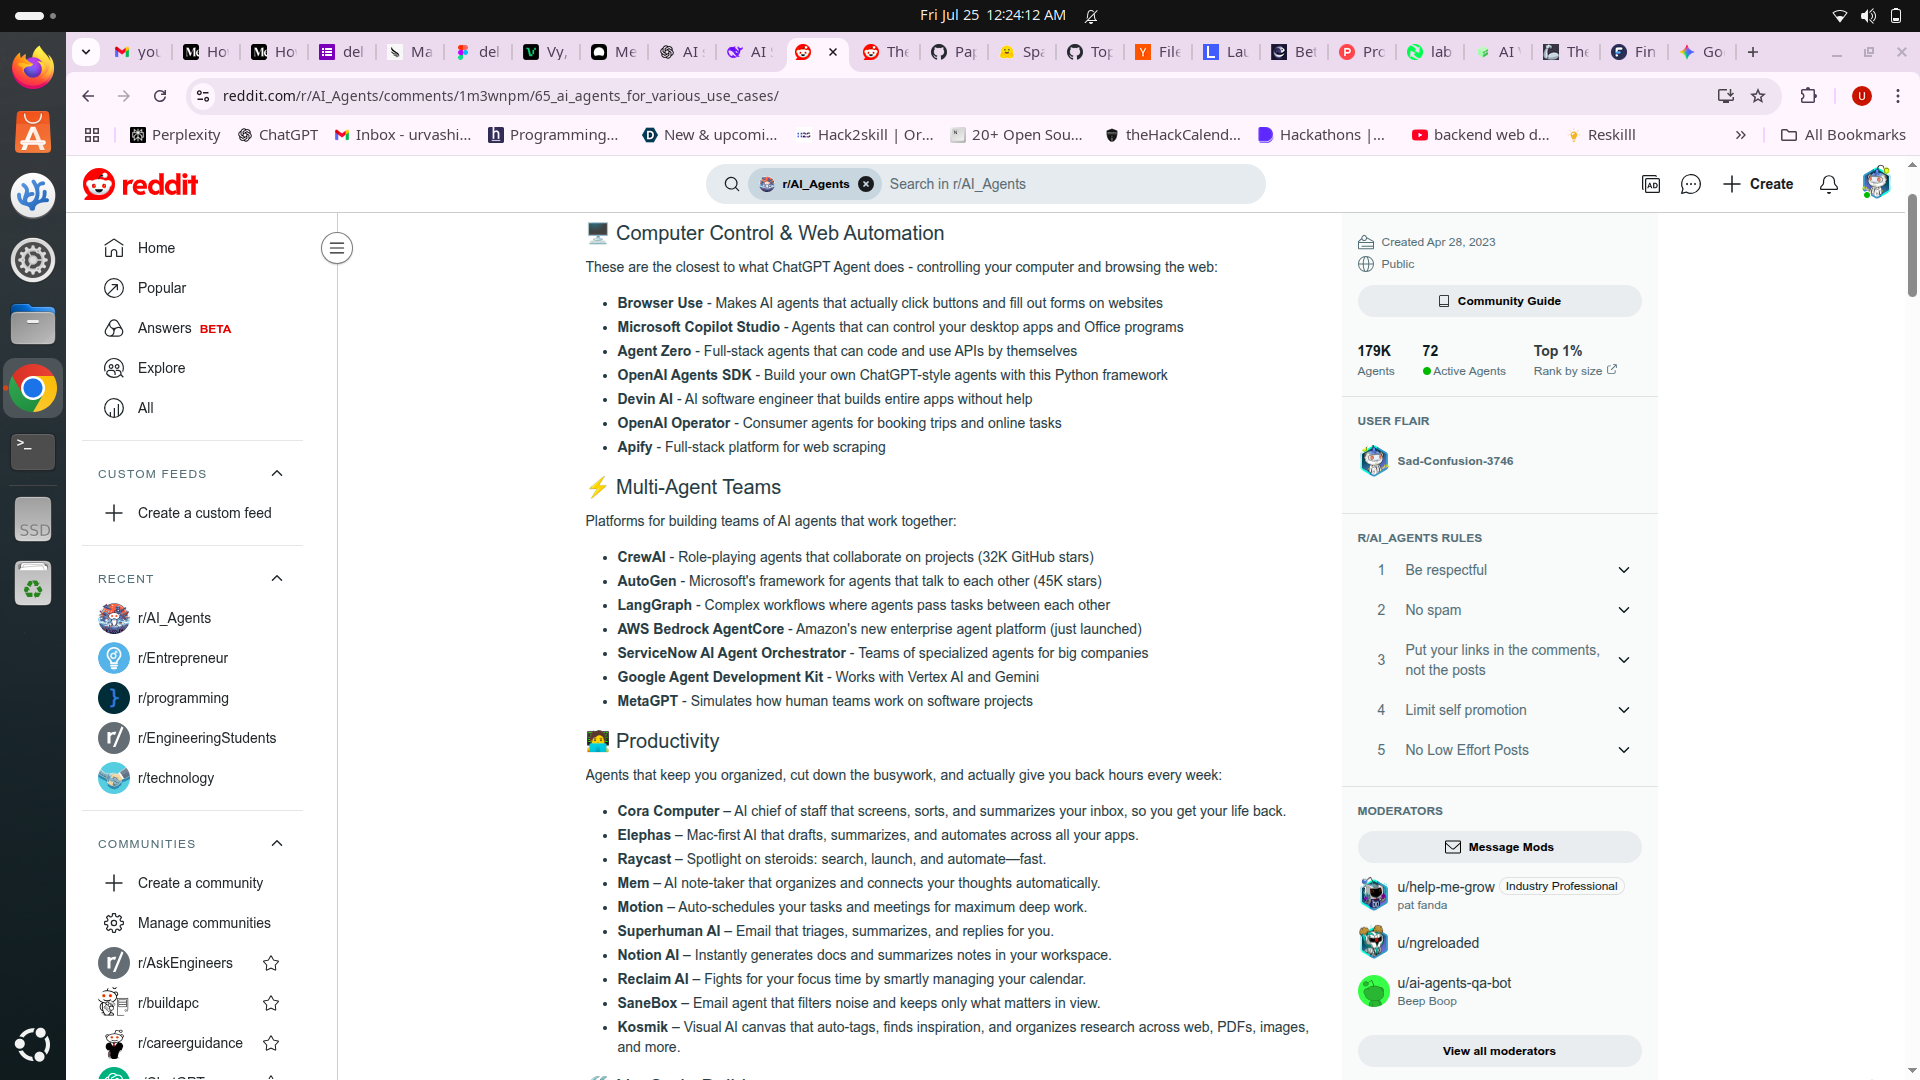 Fri Jul 25 12:24:12 AM
you
Ho
Ho
del
Ma
del
Vy,
Me
AI
AI
The
Pap
Spa
Top
File
Lau
Bet
Pro
lab
AI
The
Fin
Go
reddit.com/r/AI_Agents/comments/1m3wnpm/65_ai_agents_for_various_use_cases/
U
Perplexity
ChatGPT
Inbox - urvashi...
Programming...
New & upcomi...
Hack2skill | Or...
20+ Open Sou...
theHackCalend...
Hackathons |...
backend web d...
Reskilll
All Bookmarks
reddit
r/AI_Agents
Search in r/AI_Agents
Create
Home
Popular
Answers BETA
Explore
All
CUSTOM FEEDS
Create a custom feed
RECENT
r/AI_Agents
r/Entrepreneur
r/programming
r/EngineeringStudents
r/technology
COMMUNITIES
Create a community
Manage communities
r/AskEngineers
r/buildapc
r/careerguidance
SSD
Computer Control & Web Automation
These are the closest to what ChatGPT Agent does - controlling your computer and browsing the web:
• Browser Use - Makes AI agents that actually click buttons and fill out forms on websites
• Microsoft Copilot Studio - Agents that can control your desktop apps and Office programs
• Agent Zero - Full-stack agents that can code and use APIs by themselves
• OpenAI Agents SDK - Build your own ChatGPT-style agents with this Python framework
• Devin AI - AI software engineer that builds entire apps without help
• OpenAI Operator - Consumer agents for booking trips and online tasks
• Apify - Full-stack platform for web scraping
⚡ Multi-Agent Teams
Platforms for building teams of AI agents that work together:
• CrewAI - Role-playing agents that collaborate on projects (32K GitHub stars)
• AutoGen - Microsoft's framework for agents that talk to each other (45K stars)
• LangGraph - Complex workflows where agents pass tasks between each other
• AWS Bedrock AgentCore - Amazon's new enterprise agent platform (just launched)
• ServiceNow AI Agent Orchestrator - Teams of specialized agents for big companies
• Google Agent Development Kit - Works with Vertex AI and Gemini
• MetaGPT - Simulates how human teams work on software projects
Productivity
Agents that keep you organized, cut down the busywork, and actually give you back hours every week:
• Cora Computer – AI chief of staff that screens, sorts, and summarizes your inbox, so you get your life back.
• Elephas – Mac-first AI that drafts, summarizes, and automates across all your apps.
• Raycast – Spotlight on steroids: search, launch, and automate—fast.
• Mem – AI note-taker that organizes and connects your thoughts automatically.
• Motion – Auto-schedules your tasks and meetings for maximum deep work.
• Superhuman AI – Email that triages, summarizes, and replies for you.
• Notion AI – Instantly generates docs and summarizes notes in your workspace.
• Reclaim AI – Fights for your focus time by smartly managing your calendar.
• SaneBox – Email agent that filters noise and keeps only what matters in view.
• Kosmik – Visual AI canvas that auto-tags, finds inspiration, and organizes research across web, PDFs, images,
and more.
Created Apr 28, 2023
Public
Community Guide
179K
Agents
72
Active Agents
Top 1%
Rank by size
USER FLAIR
Sad-Confusion-3746
R/AI_AGENTS RULES
1 Be respectful
2 No spam
3 Put your links in the comments,
not the posts
4 Limit self promotion
5 No Low Effort Posts
MODERATORS
Message Mods
u/help-me-grow Industry Professional
pat fanda
u/ngreloaded
u/ai-agents-qa-bot
Beep Boop
View all moderators